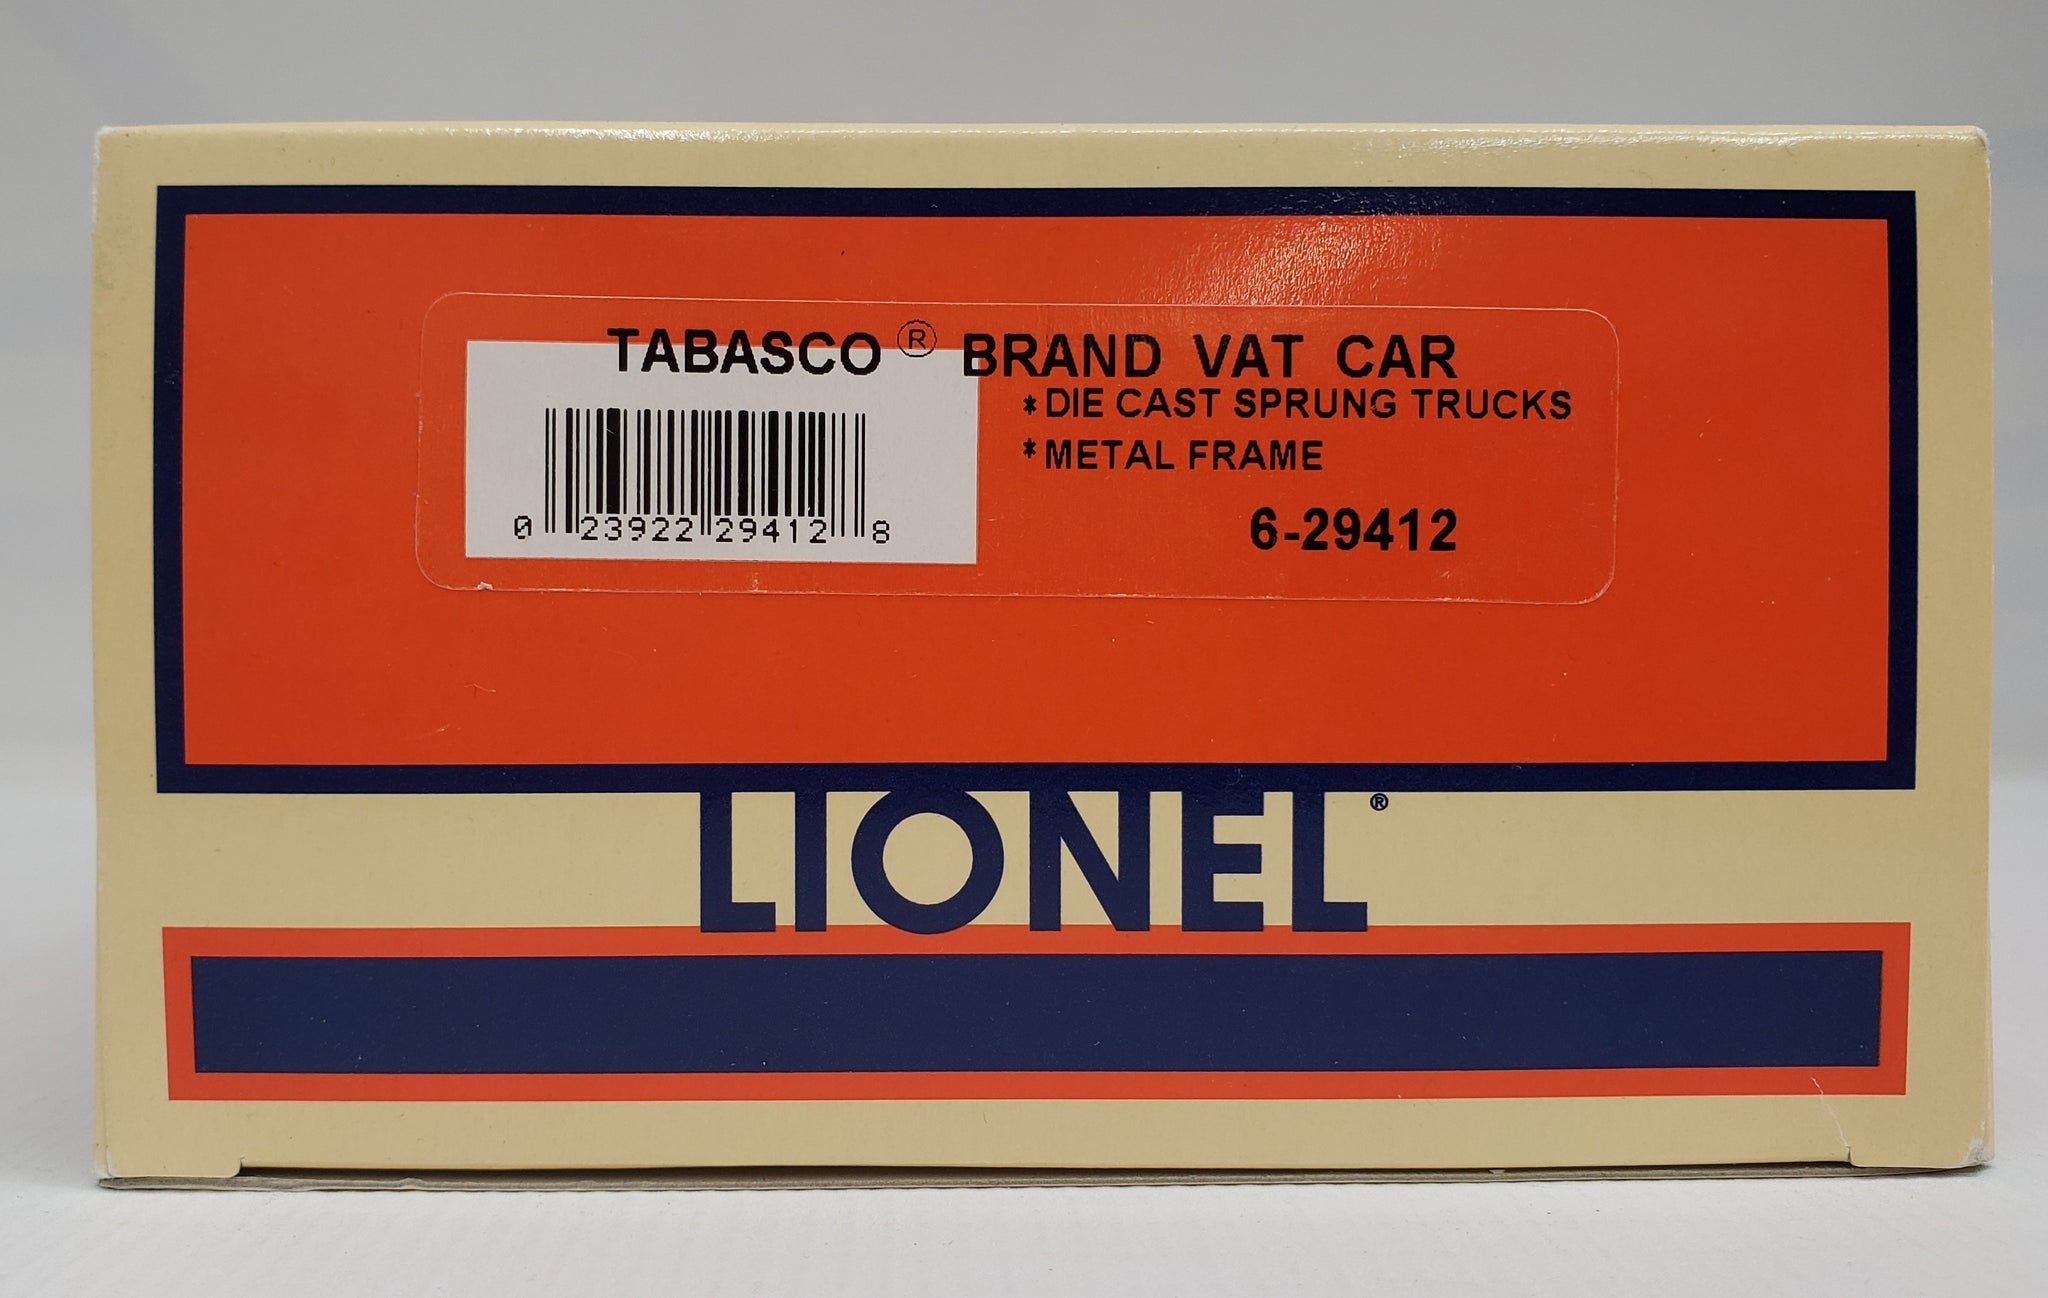 TABASCO ® BRAND VAT CAR
*DIE CAST SPRUNG TRUCKS
*METAL FRAME
0 23922 29412 8
6-29412
LIONEL®